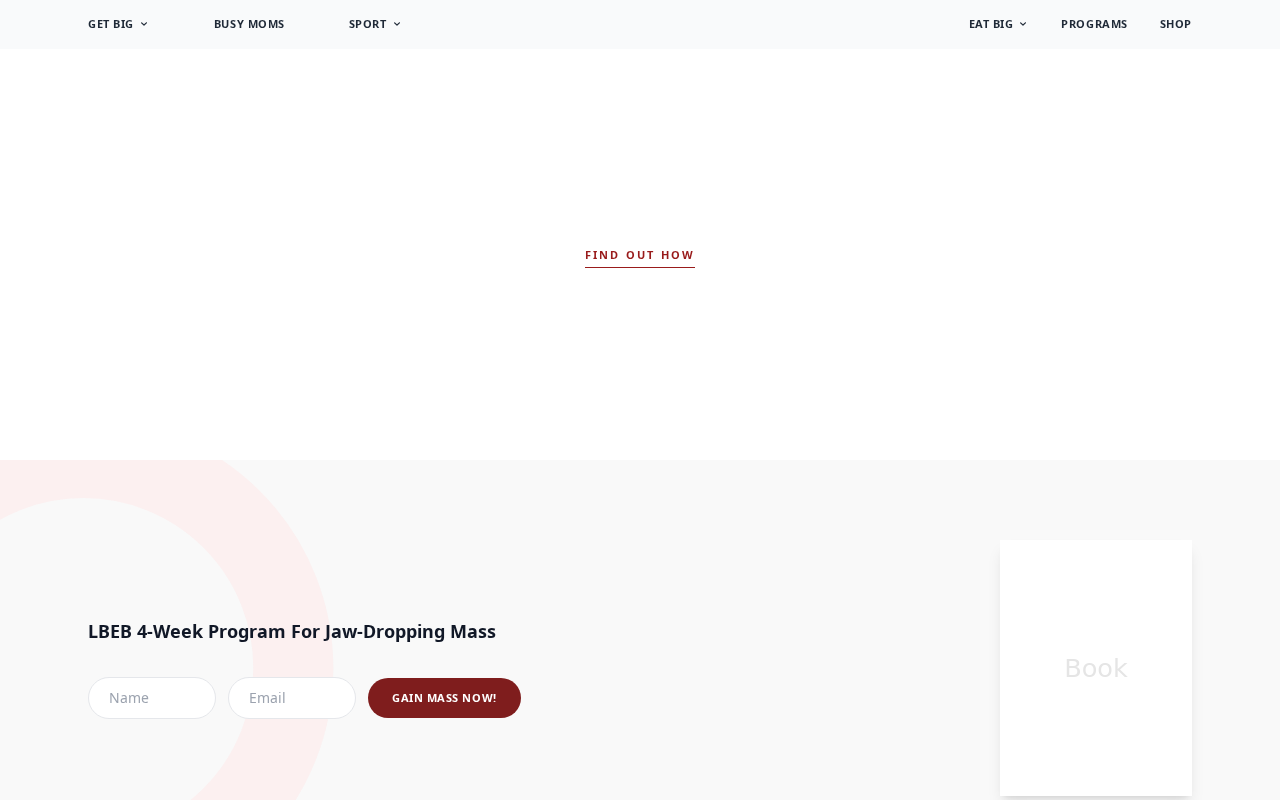 GET BIG BUSY MOMS SPORT EAT BIG PROGRAMS SHOP
FIND OUT HOW
LBEB 4-Week Program For Jaw-Dropping Mass
Name Email GAIN MASS NOW!
Book